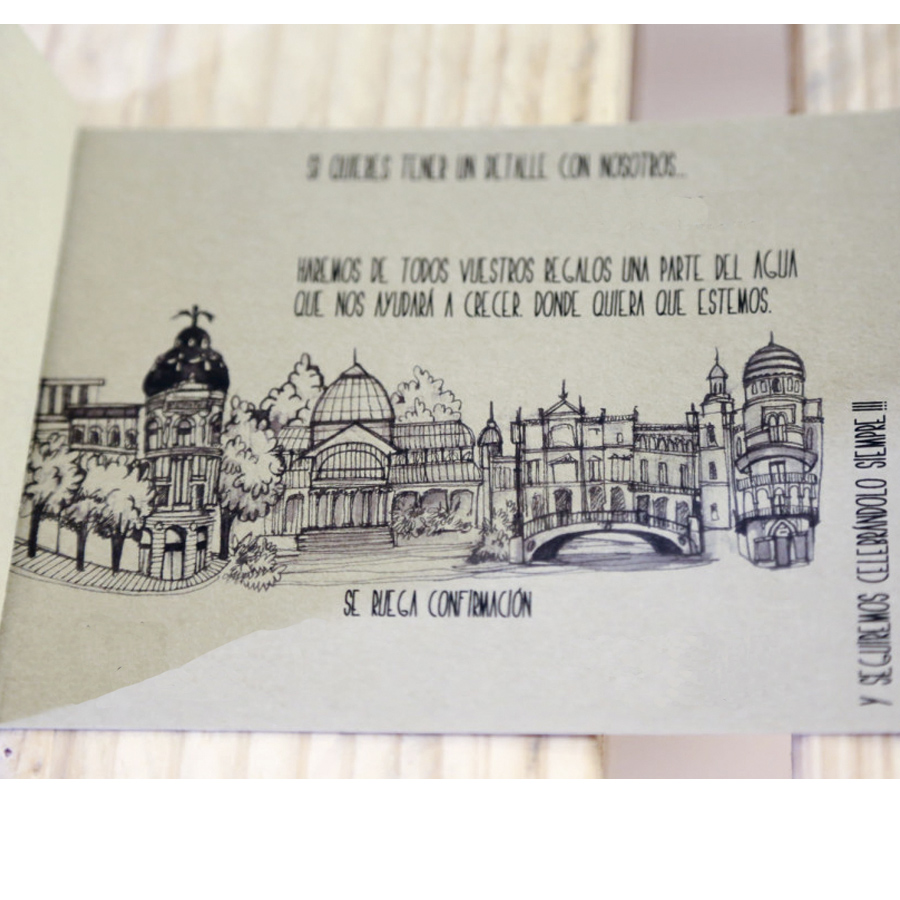 SI QUIERES TENER UN DETALLE CON NOSOTROS...
HAREMOS DE TODOS VUESTROS REGALOS UNA PARTE DEL AGUA
QUE NOS AYUDARÁ A CRECER. DONDE QUIERA QUE ESTEMOS.
SE RUEGA CONFIRMACIÓN
Y SEGUIREMOS CELEBRÁNDOLO SIEMPRE !!!